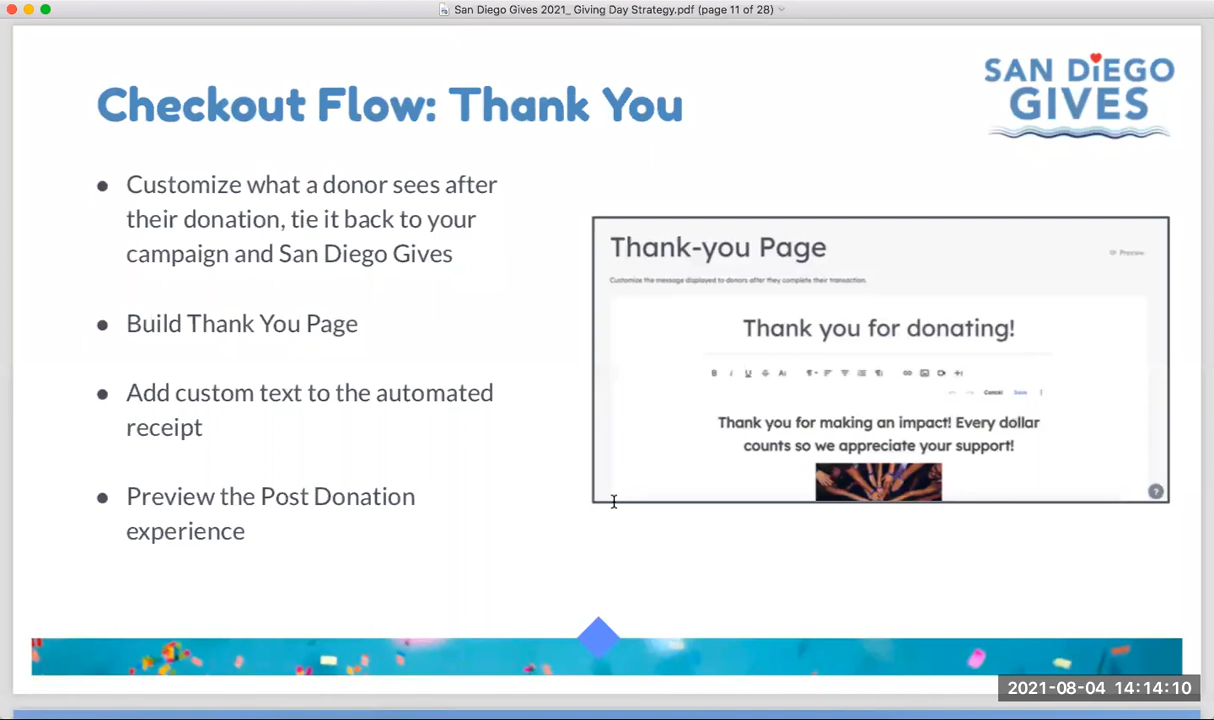 San Diego Gives 2021_ Giving Day Strategy.pdf (page 11 of 28)
Checkout Flow: Thank You
SAN DIEGO
GIVES
● Customize what a donor sees after
their donation, tie it back to your
campaign and San Diego Gives
● Build Thank You Page
● Add custom text to the automated
receipt
● Preview the Post Donation
experience
Thank-you Page
Preview
Customize the message displayed to donors after they complete their transaction.
Thank you for donating!
B I U S AI
Cancel Save
Thank you for making an impact! Every dollar
counts so we appreciate your support!
?
2021-08-04 14:14:10